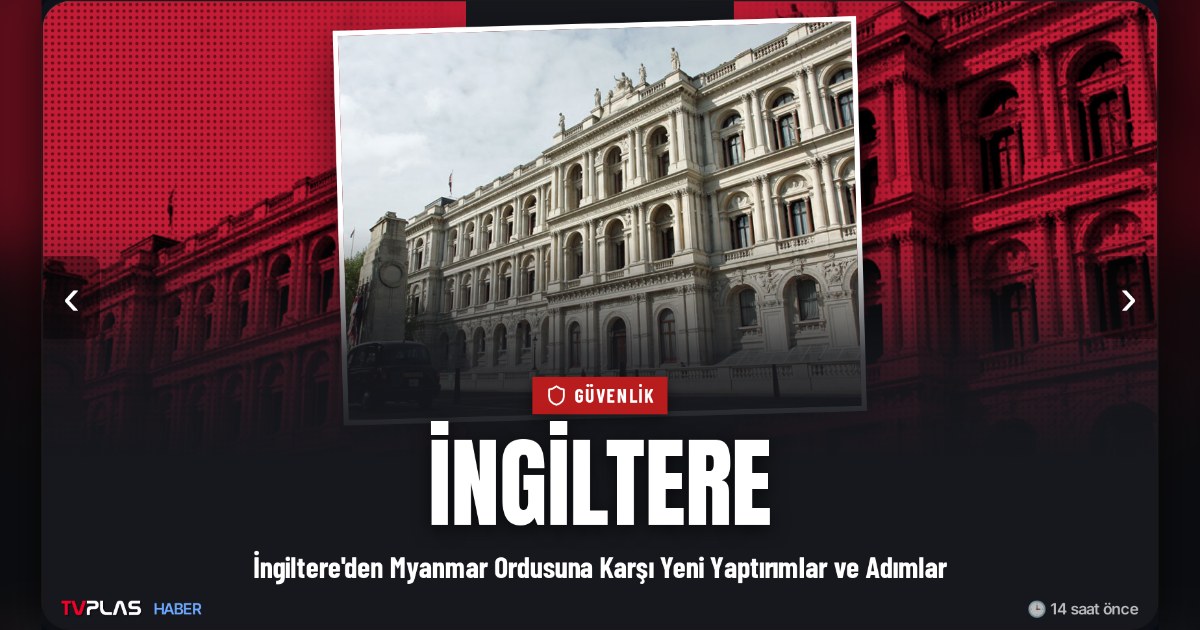 GÜVENLİK
İNGİLTERE
İngiltere'den Myanmar Ordusuna Karşı Yeni Yaptırımlar ve Adımlar
TVPLAS HABER
14 saat önce